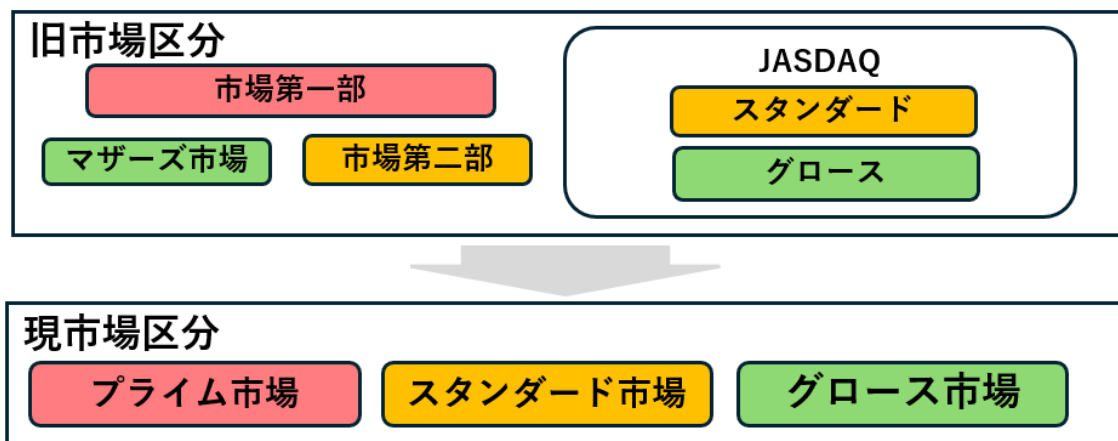 旧市場区分
市場第一部
マザーズ市場
市場第二部
JASDAQ
スタンダード
グロース
現市場区分
プライム市場
スタンダード市場
グロース市場